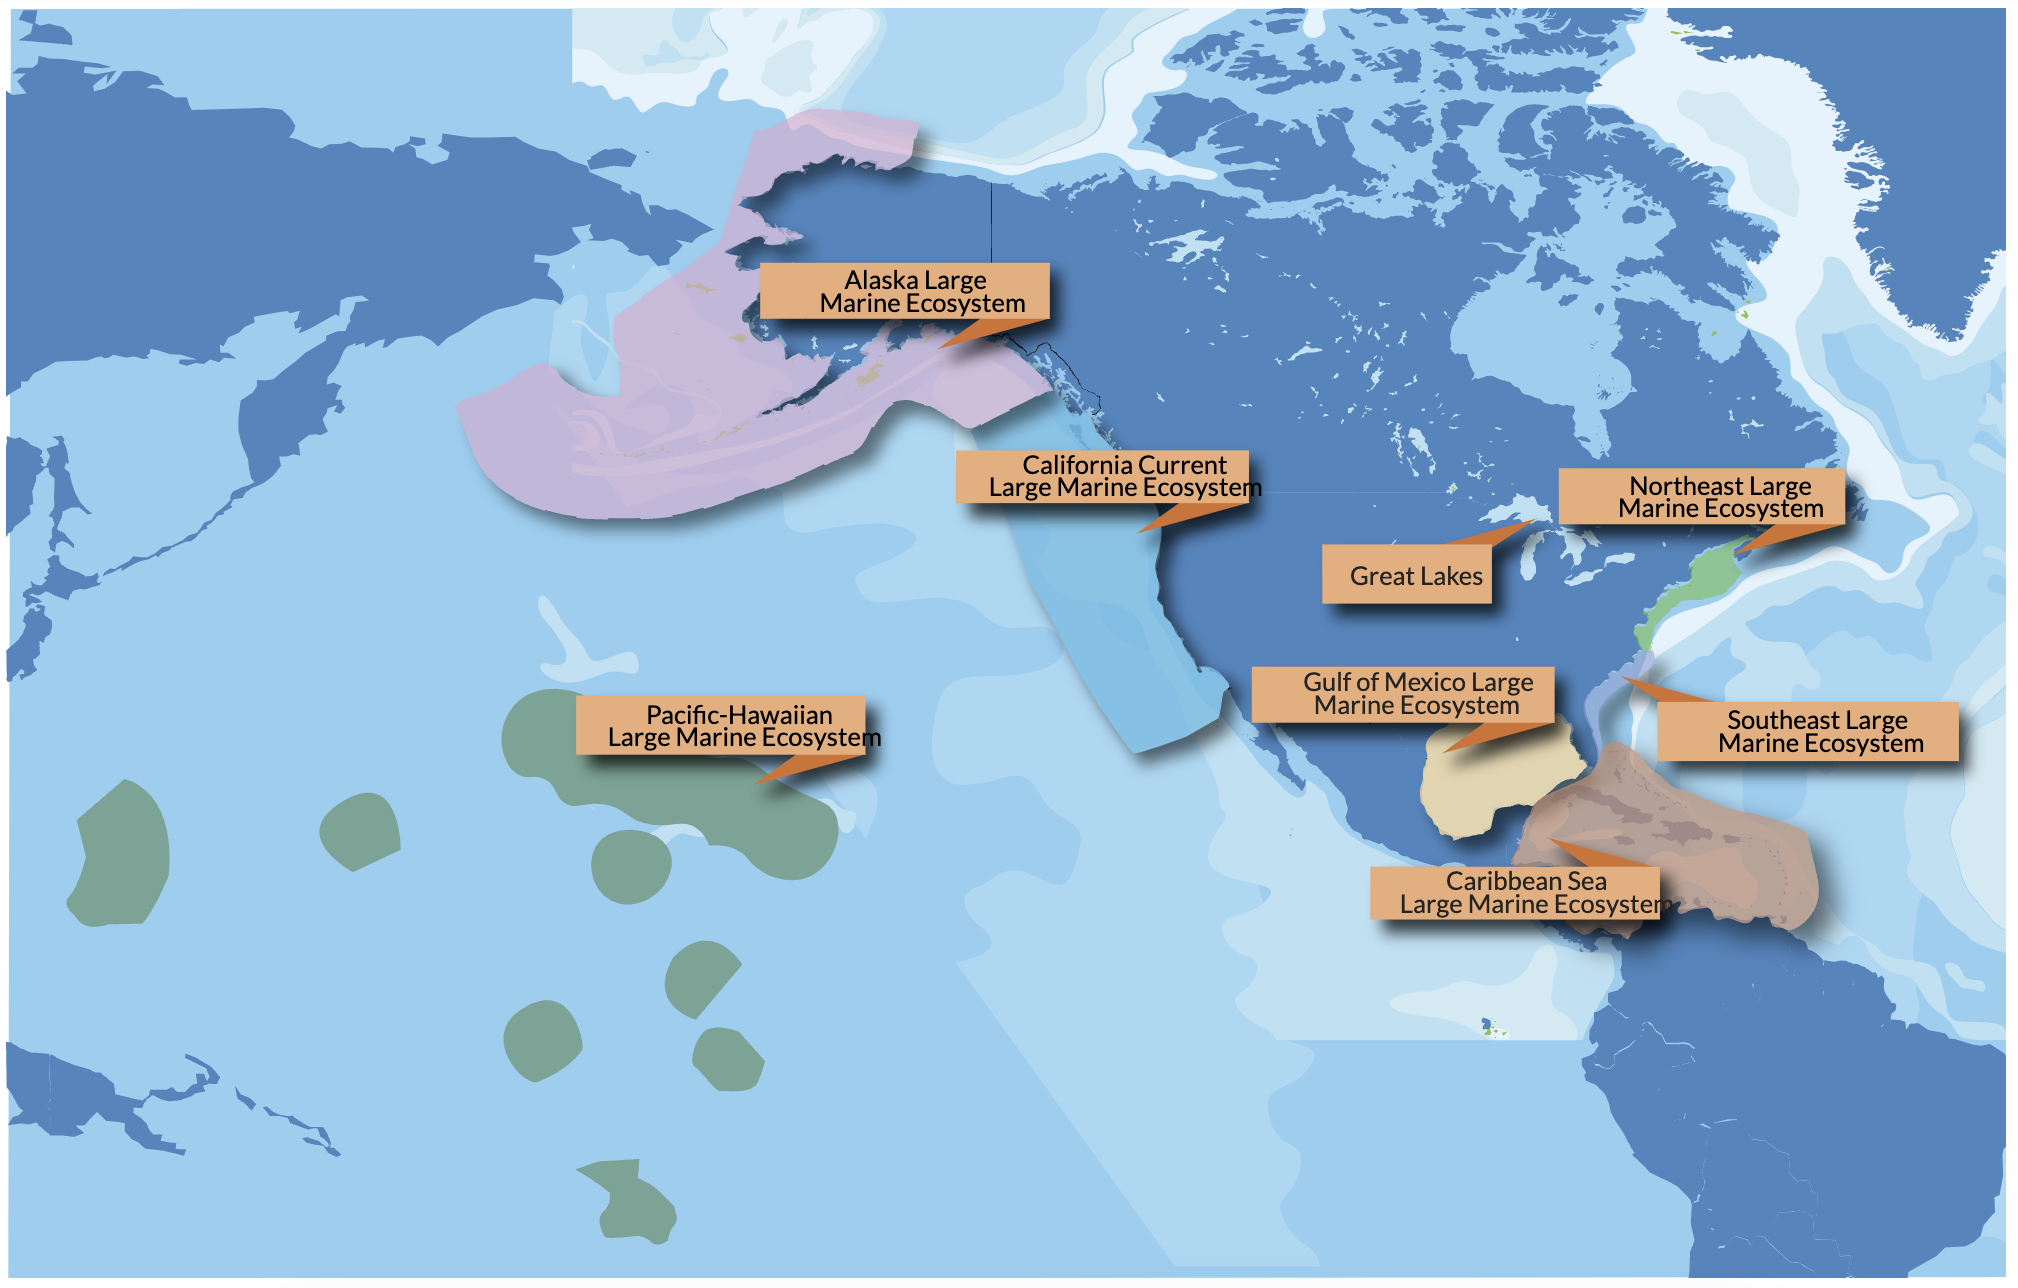 Alaska Large
Marine Ecosystem
California Current
Large Marine Ecosystem
Northeast Large
Marine Ecosystem
Great Lakes
Gulf of Mexico Large
Marine Ecosystem
Pacific-Hawaiian
Large Marine Ecosystem
Southeast Large
Marine Ecosystem
Caribbean Sea
Large Marine Ecosystem